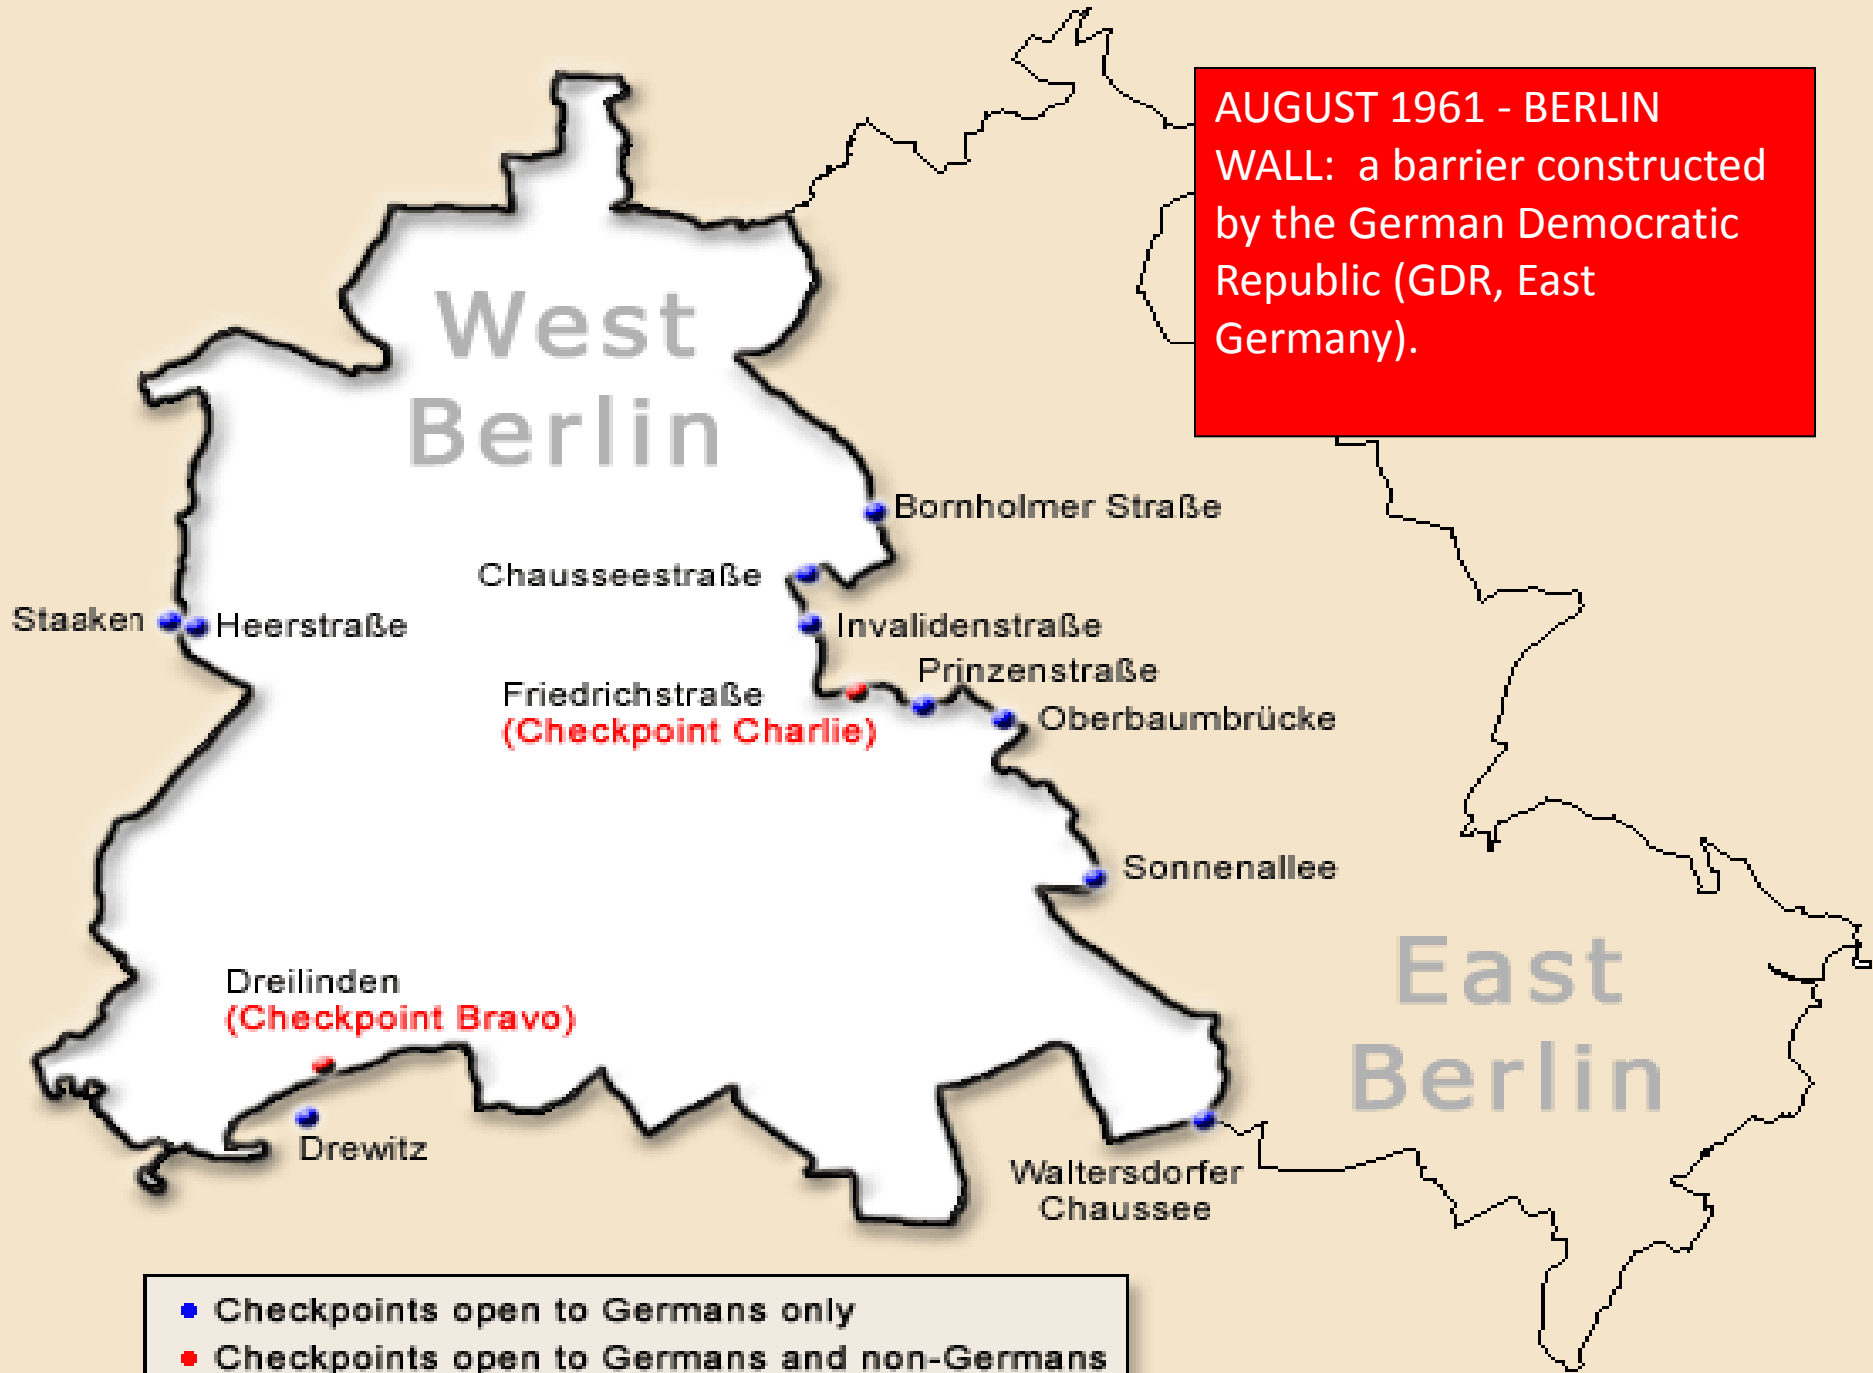 AUGUST 1961 - BERLIN
WALL:  a barrier constructed
by the German Democratic
Republic (GDR, East
Germany).
West
Berlin
Bornholmer Straße
Chausseestraße
Staaken
Heerstraße
Invalidenstraße
Prinzenstraße
Friedrichstraße
(Checkpoint Charlie)
Oberbaumbrücke
Sonnenallee
East
Berlin
Dreilinden
(Checkpoint Bravo)
Drewitz
Waltersdorfer
Chaussee
Checkpoints open to Germans only
Checkpoints open to Germans and non-Germans